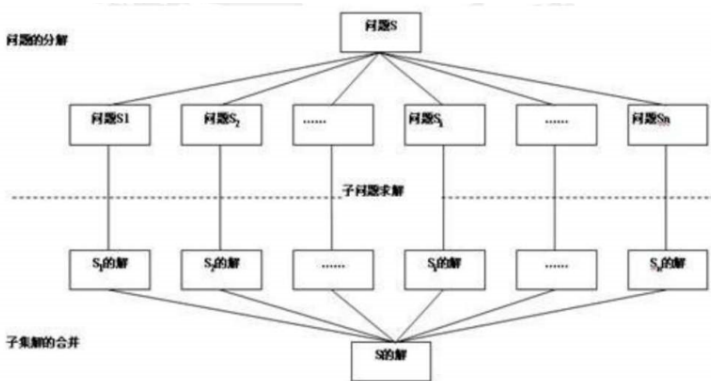 问题S
问题的分解
问题S1
问题S2
……
问题Si
……
问题Sn
子问题求解
S1的解
S2的解
……
Si的解
……
Sn的解
子集解的合并
S的解